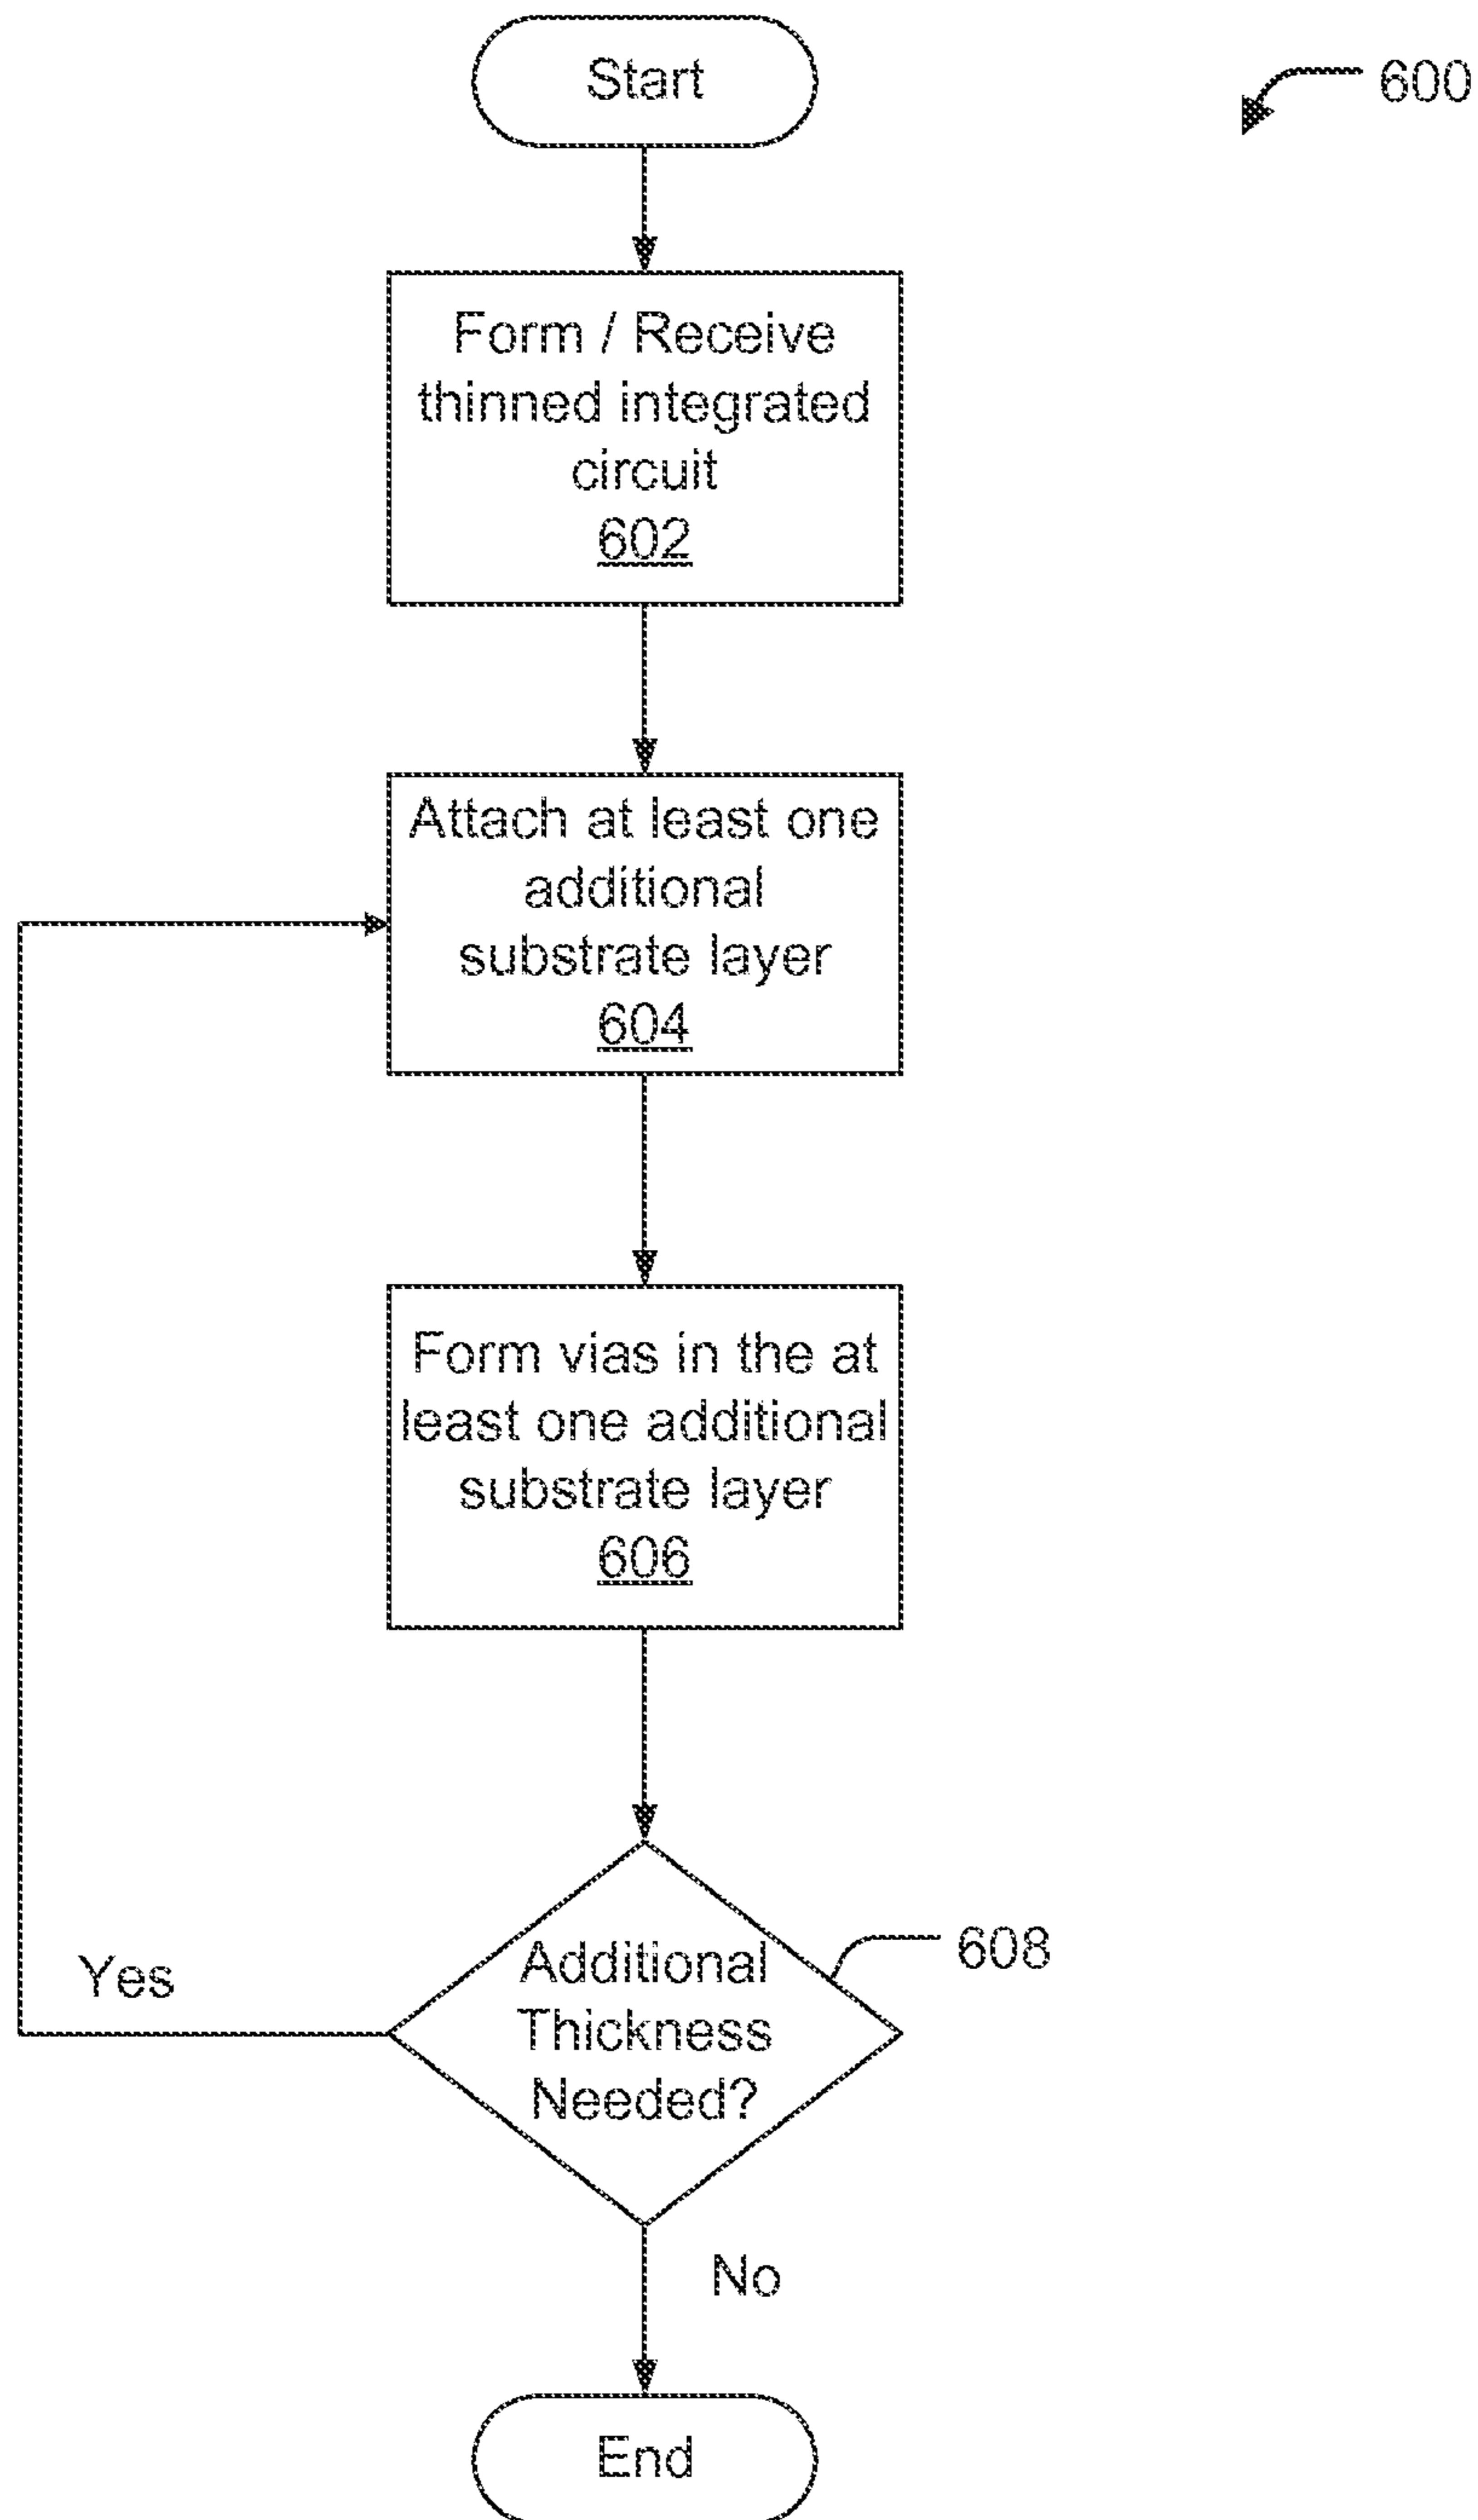 Start
600
Form / Receive
thinned integrated
circuit
602
Attach at least one
additional
substrate layer
604
Form vias in the at
least one additional
substrate layer
606
Additional
Thickness
Needed?
608
Yes
No
End